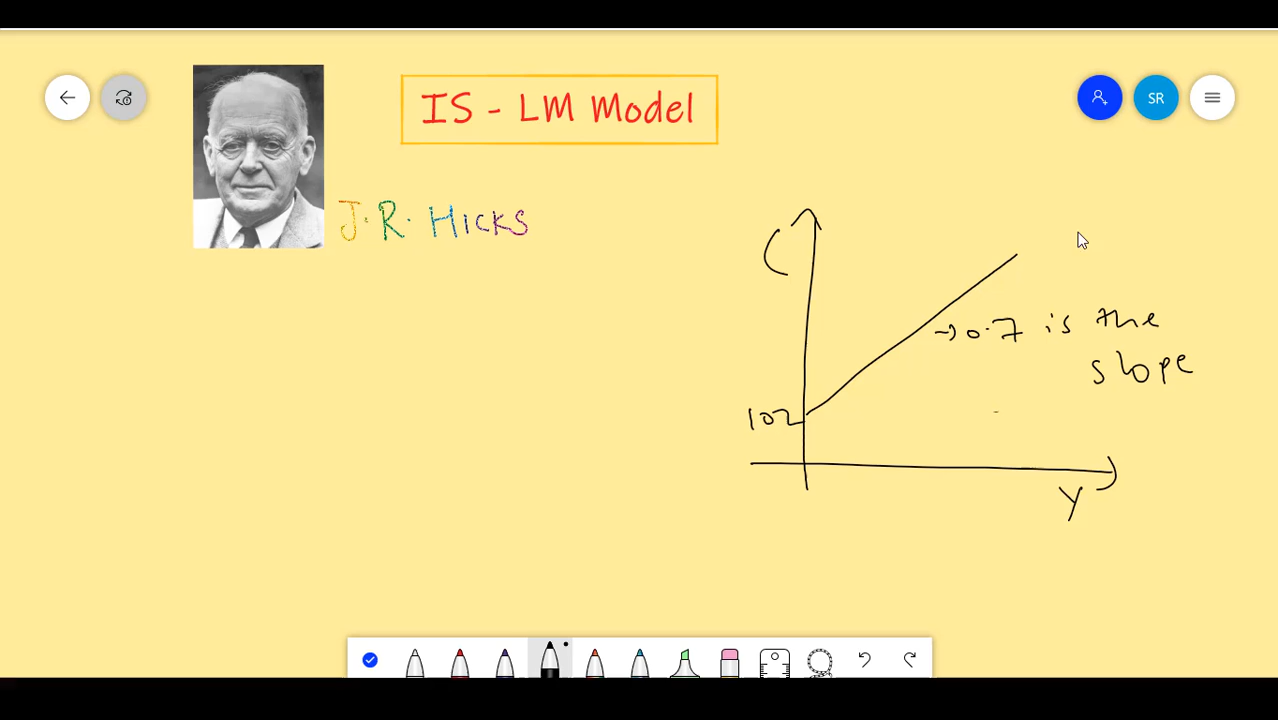 IS - LM Model
SR
J.R. HICKS
C
→0.7 is the
slope
102
Y